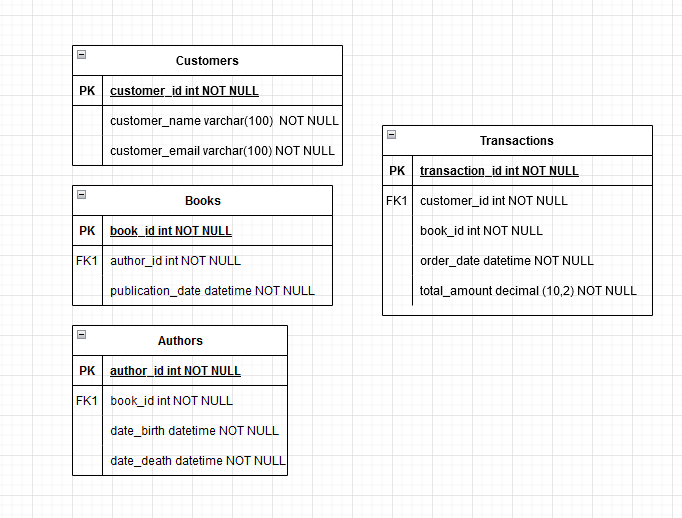 Customers
PK customer_id int NOT NULL
customer_name varchar(100) NOT NULL
customer_email varchar(100) NOT NULL
Books
PK book_id int NOT NULL
FK1 author_id int NOT NULL
publication_date datetime NOT NULL
Authors
PK author_id int NOT NULL
FK1 book_id int NOT NULL
date_birth datetime NOT NULL
date_death datetime NOT NULL
Transactions
PK transaction_id int NOT NULL
FK1 customer_id int NOT NULL
book_id int NOT NULL
order_date datetime NOT NULL
total_amount decimal (10,2) NOT NULL